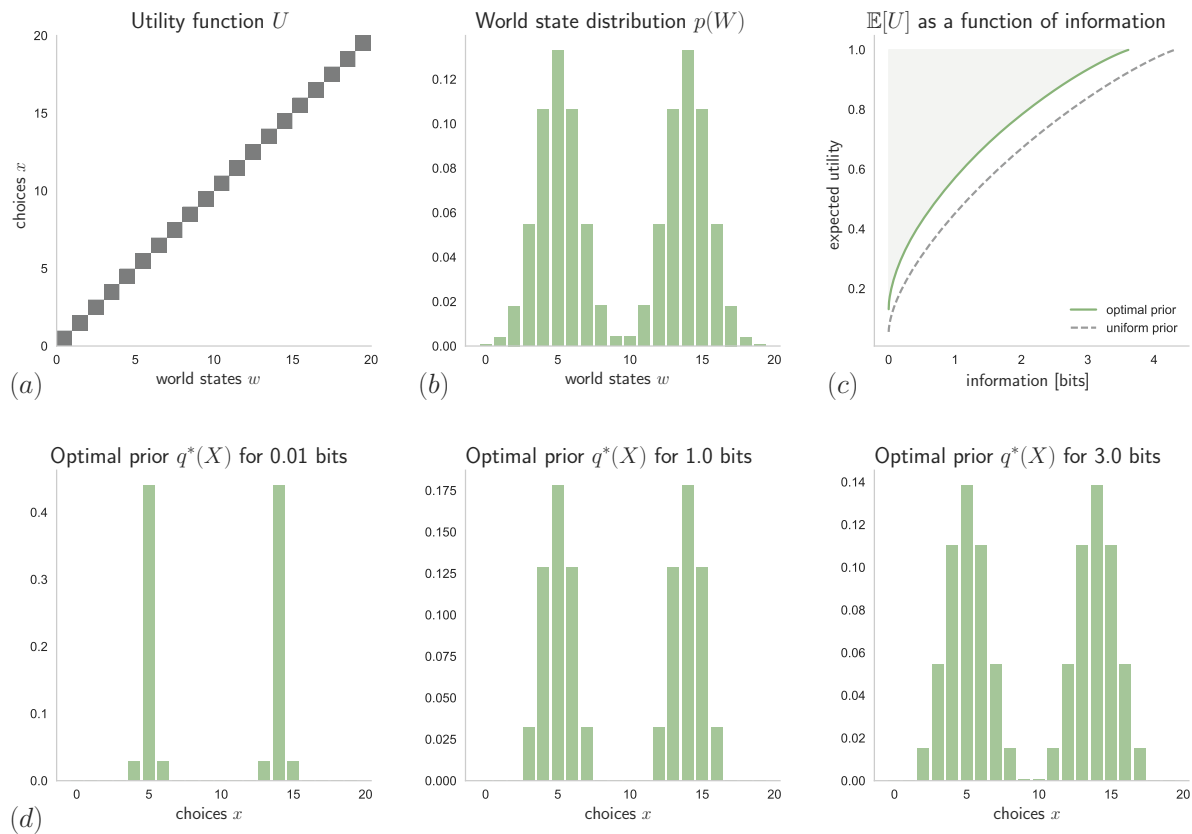 Utility function U
20
15
10
5
0
choices x
0 5 10 15 20
world states w
(a)
World state distribution p(W)
0.12
0.10
0.08
0.06
0.04
0.02
0.00
0 5 10 15 20
world states w
(b)
𝔼[U] as a function of information
1.0
0.8
0.6
0.4
0.2
expected utility
optimal prior
uniform prior
0 1 2 3 4
information [bits]
(c)
Optimal prior q*(X) for 0.01 bits
0.4
0.3
0.2
0.1
0.0
0 5 10 15 20
choices x
(d)
Optimal prior q*(X) for 1.0 bits
0.175
0.150
0.125
0.100
0.075
0.050
0.025
0.000
0 5 10 15 20
choices x
Optimal prior q*(X) for 3.0 bits
0.14
0.12
0.10
0.08
0.06
0.04
0.02
0.00
0 5 10 15 20
choices x